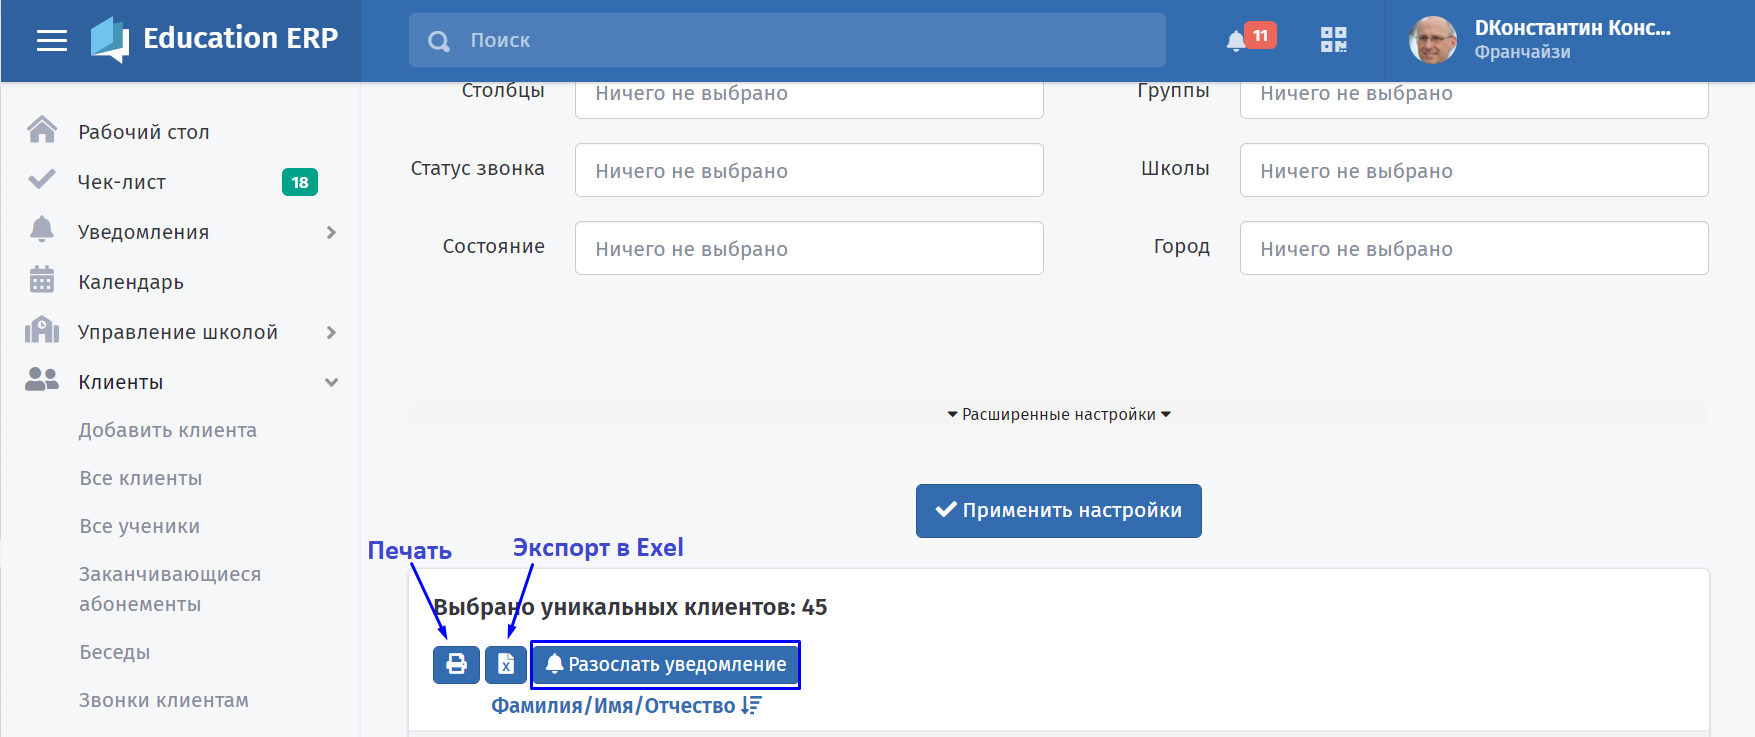 Education ERP
Поиск
11
DКонстантин Конс...
Франчайзи
Рабочий стол
Чек-лист
18
Уведомления
Календарь
Управление школой
Клиенты
Добавить клиента
Все клиенты
Все ученики
Заканчивающиеся
абонементы
Беседы
Звонки клиентам
Столбцы
Ничего не выбрано
Группы
Ничего не выбрано
Статус звонка
Ничего не выбрано
Школы
Ничего не выбрано
Состояние
Ничего не выбрано
Город
Ничего не выбрано
Расширенные настройки
Применить настройки
Печать
Экспорт в Exel
Выбрано уникальных клиентов: 45
Разослать уведомление
Фамилия/Имя/Отчество